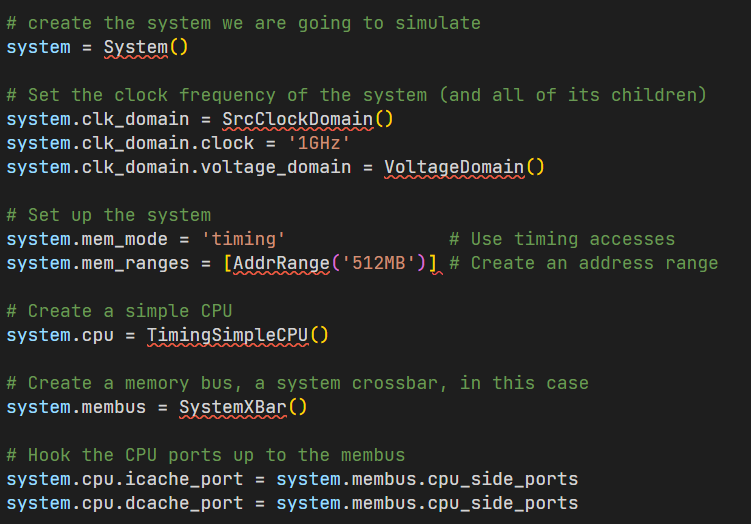 # create the system we are going to simulate
system = System()
# Set the clock frequency of the system (and all of its children)
system.clk_domain = SrcClockDomain()
system.clk_domain.clock = '1GHz'
system.clk_domain.voltage_domain = VoltageDomain()
# Set up the system
system.mem_mode = 'timing'               # Use timing accesses
system.mem_ranges = [AddrRange('512MB')] # Create an address range
# Create a simple CPU
system.cpu = TimingSimpleCPU()
# Create a memory bus, a system crossbar, in this case
system.membus = SystemXBar()
# Hook the CPU ports up to the membus
system.cpu.icache_port = system.membus.cpu_side_ports
system.cpu.dcache_port = system.membus.cpu_side_ports